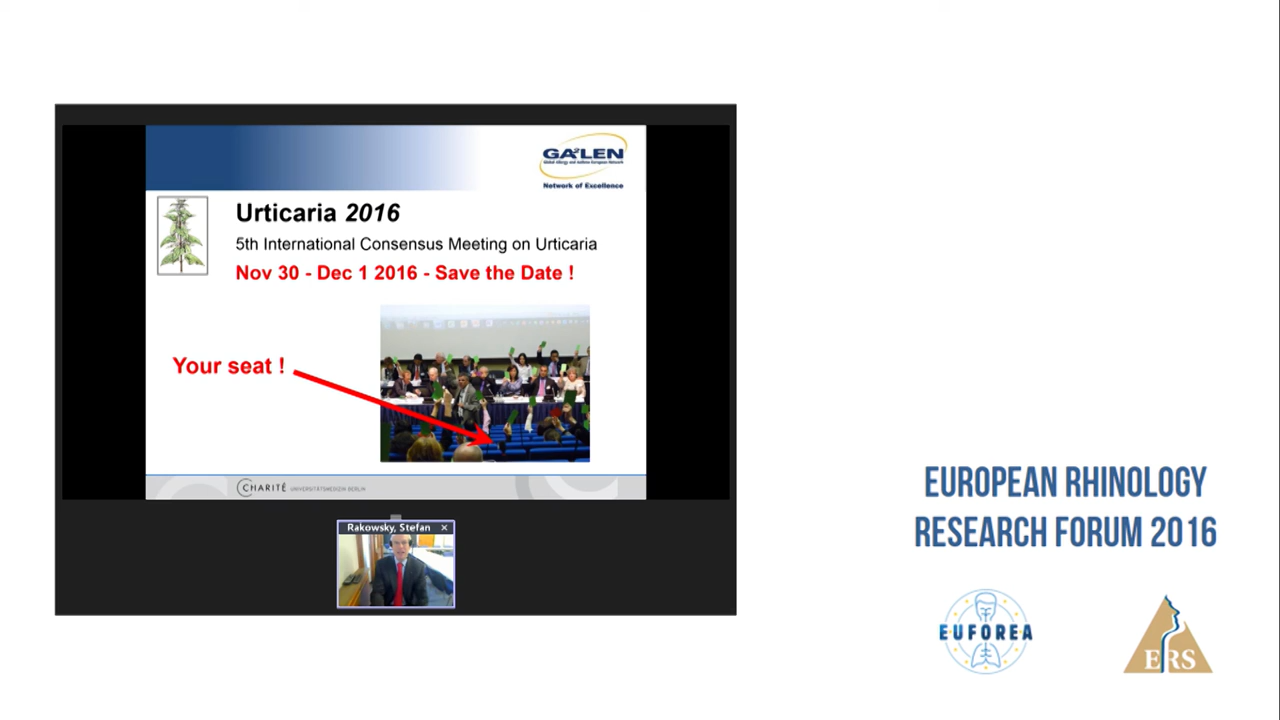 GA²LEN
Global Allergy and Asthma European Network
Network of Excellence
Urticaria 2016
5th International Consensus Meeting on Urticaria
Nov 30 - Dec 1 2016 - Save the Date !
Your seat !
CHARITÉ UNIVERSITÄTSMEDIZIN BERLIN
Rakowsky, Stefan
EUROPEAN RHINOLOGY
RESEARCH FORUM 2016
EUFOREA
ERS